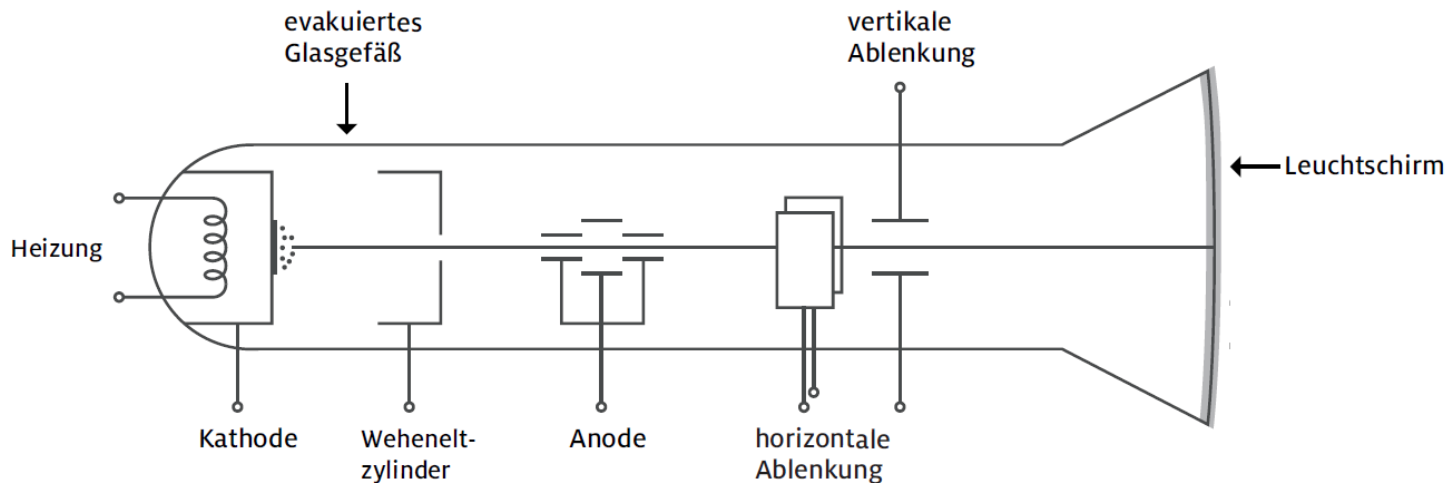 evakuiertes
Glasgefäß
vertikale
Ablenkung
Leuchtschirm
Heizung
Kathode
Wehenelt-
zylinder
Anode
horizontale
Ablenkung